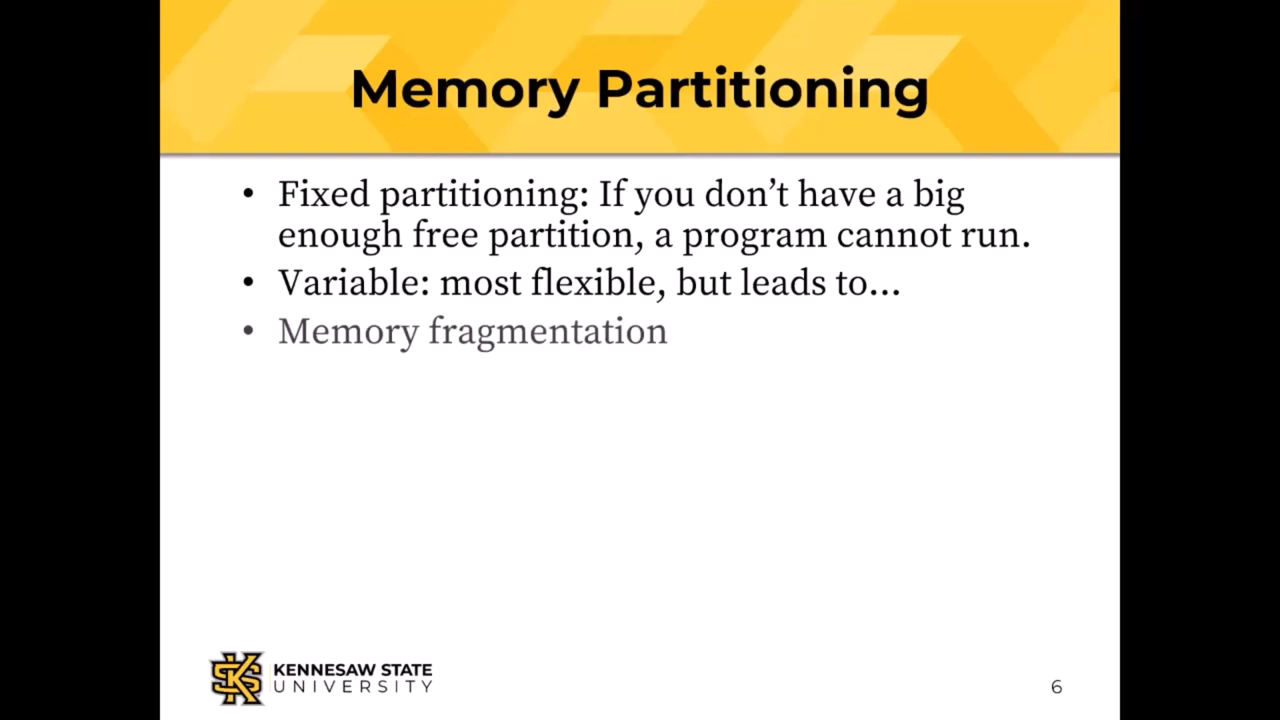 Memory Partitioning
• Fixed partitioning: If you don’t have a big
enough free partition, a program cannot run.
• Variable: most flexible, but leads to…
• Memory fragmentation
KENNESAW STATE
UNIVERSITY
6